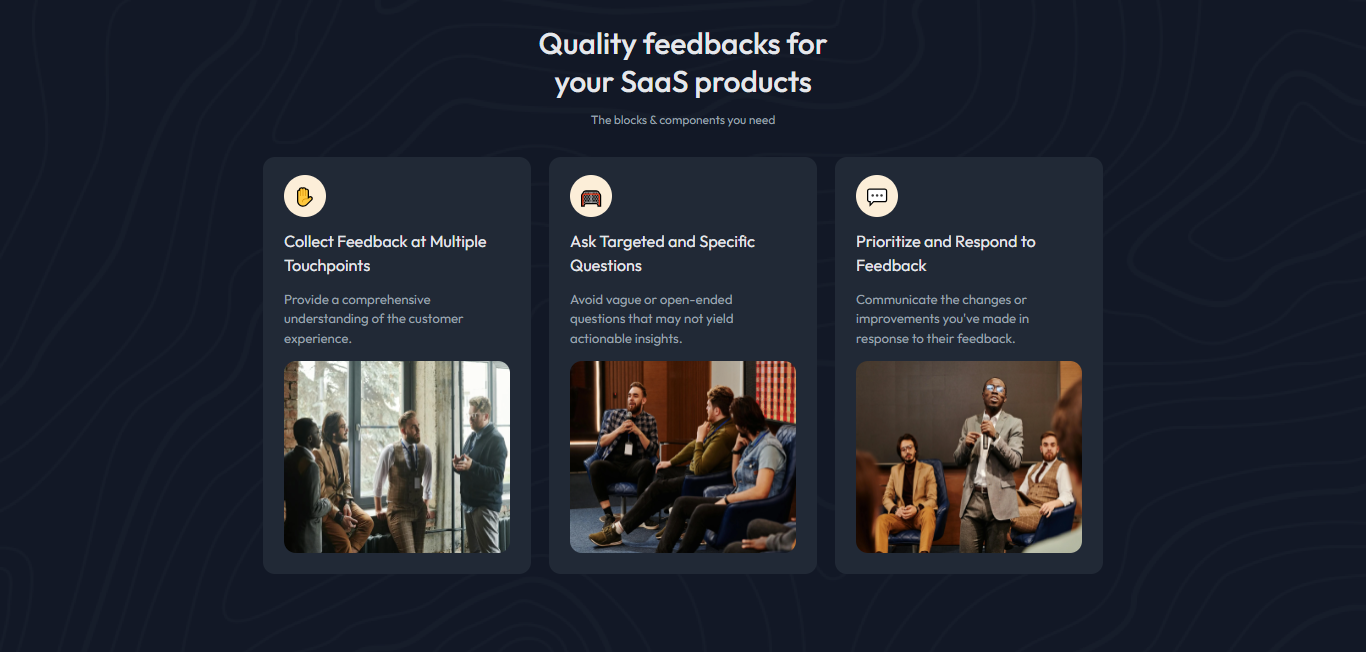 Quality feedbacks for
your SaaS products
The blocks & components you need
Collect Feedback at Multiple
Touchpoints
Provide a comprehensive
understanding of the customer
experience.
Ask Targeted and Specific
Questions
Avoid vague or open-ended
questions that may not yield
actionable insights.
Prioritize and Respond to
Feedback
Communicate the changes or
improvements you've made in
response to their feedback.